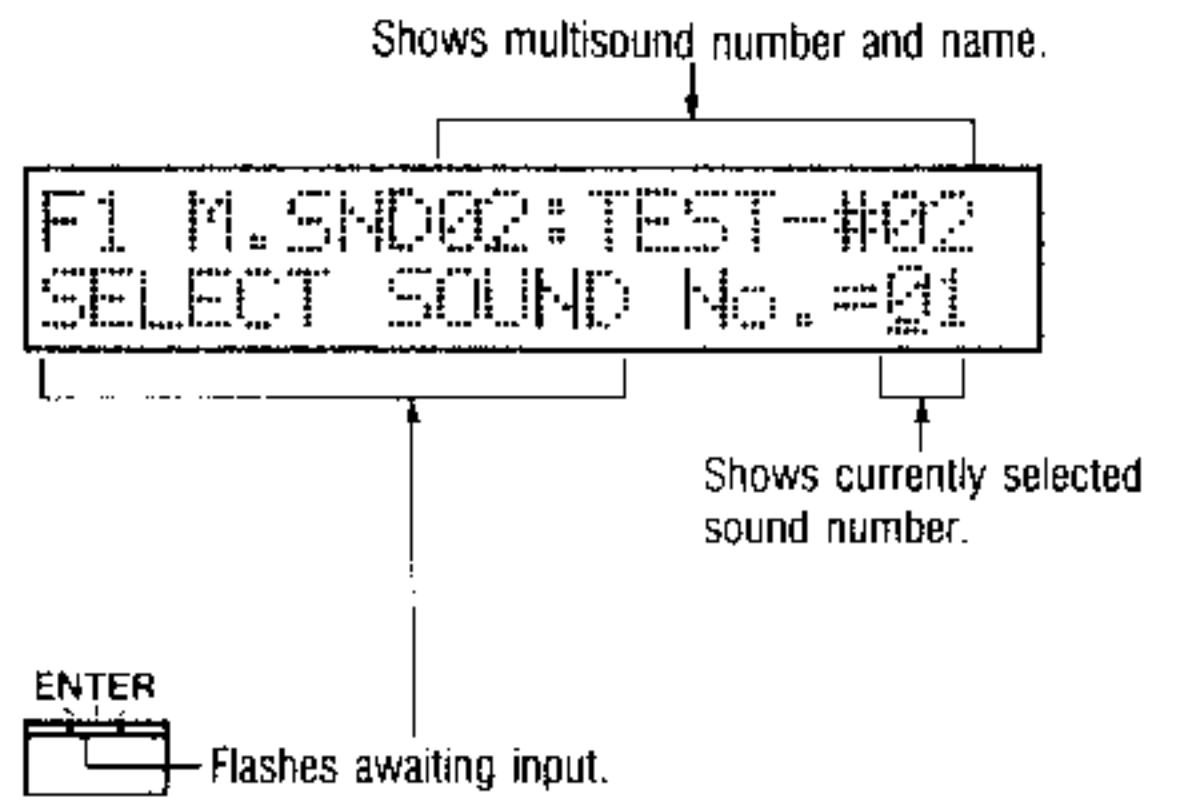 Shows multisound number and name.
F1 M.SND02:TEST-#02
SELECT SOUND No.=01
Shows currently selected
sound number.
ENTER
Flashes awaiting input.